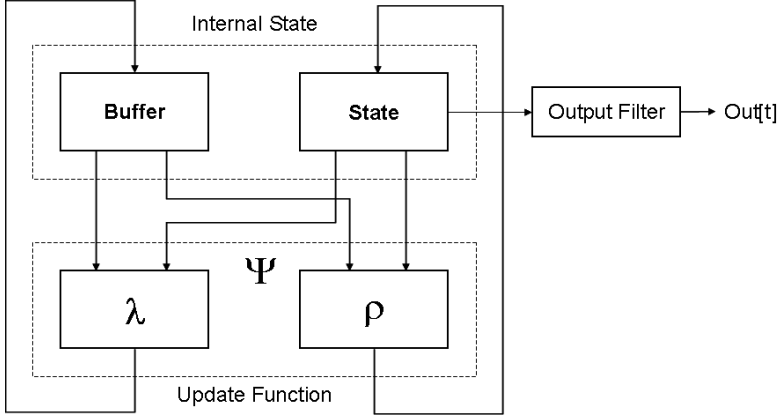 Internal State
Buffer
State
Output Filter
Out[t]
Ψ
λ
ρ
Update Function